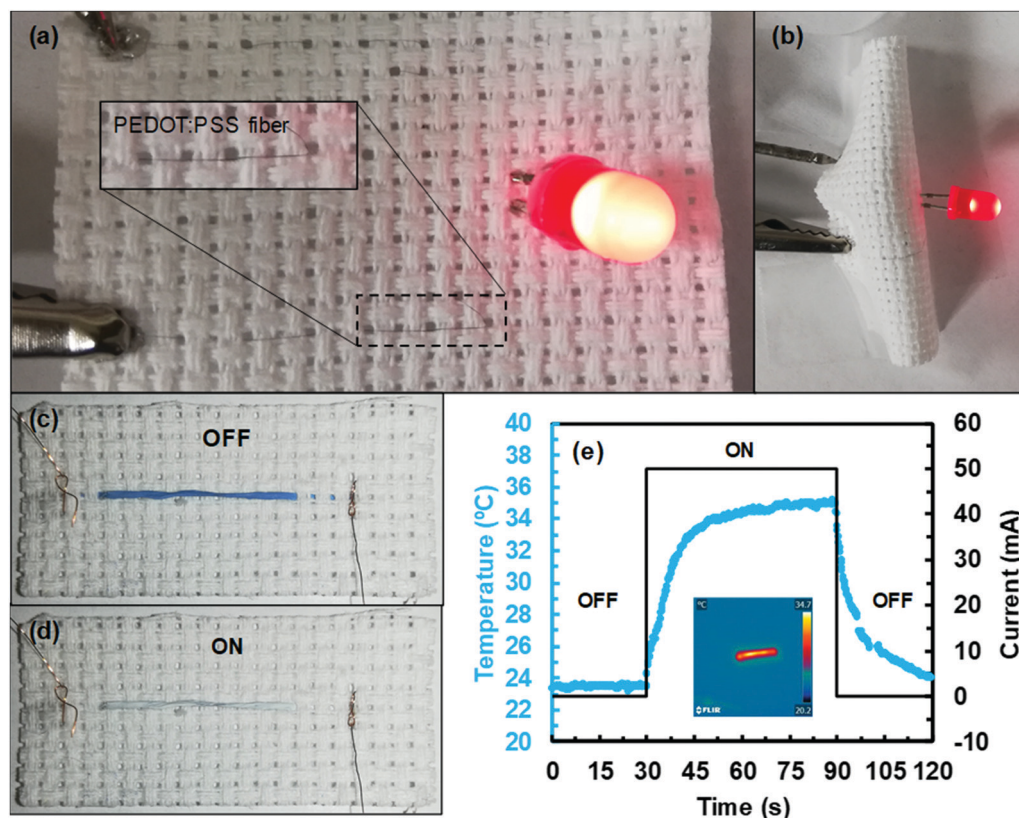 (a)
PEDOT:PSS fiber
(b)
(c)
OFF
(d)
ON
(e)
ON
OFF
OFF
Temperature (ºC)
40
38
36
34
32
30
28
26
24
22
20
Current (mA)
60
50
40
30
20
10
0
-10
0 15 30 45 60 75 90 105 120
Time (s)
ºC
34.7
20.2
FLIR